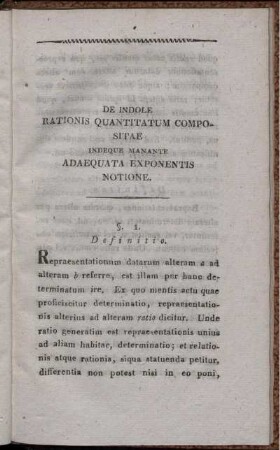 DE INDOLE
RATIONIS QUANTITATUM COMPO-
SITAE
INDEQUE MANANTE
ADAEQUATA EXPONENTIS
NOTIONE.
§. 1.
Definitio.
Repraesentationum datarum alteram a ad
alteram b referre, est illam per hanc de-
terminatum ire. Ex quo mentis actu quae
proficiscitur determinatio, repraesentatio-
nis alterius ad alteram ratio dicitur. Unde
ratio generatim est repraesentationis unius
ad aliam habitae, determinatio; et relatio-
nis atque rationis, siqua statuenda petitur,
differentia non potest nisi in eo poni,